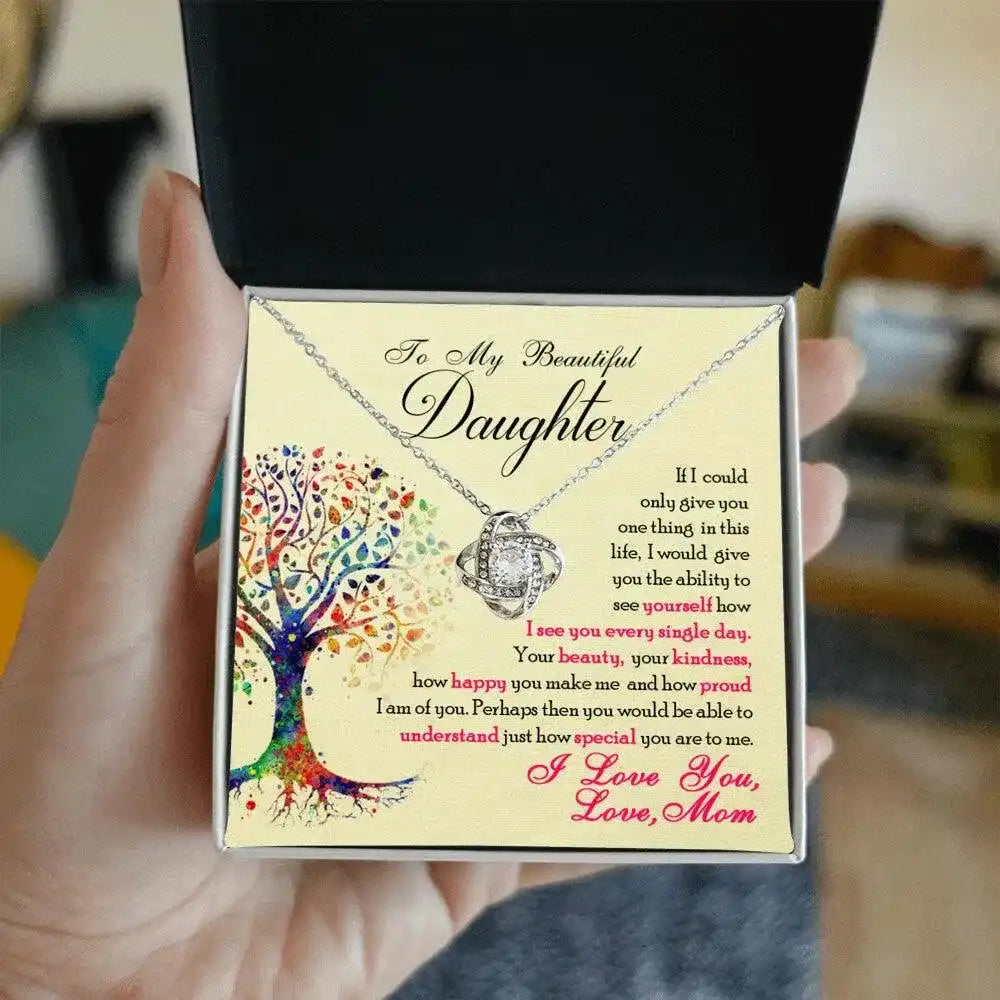 To My Beautiful
Daughter
If I could
only give you
one thing in this
life, I would give
you the ability to
see yourself how
I see you every single day.
Your beauty, your kindness,
how happy you make me and how proud
I am of you. Perhaps then you would be able to
understand just how special you are to me.
I Love You,
Love, Mom